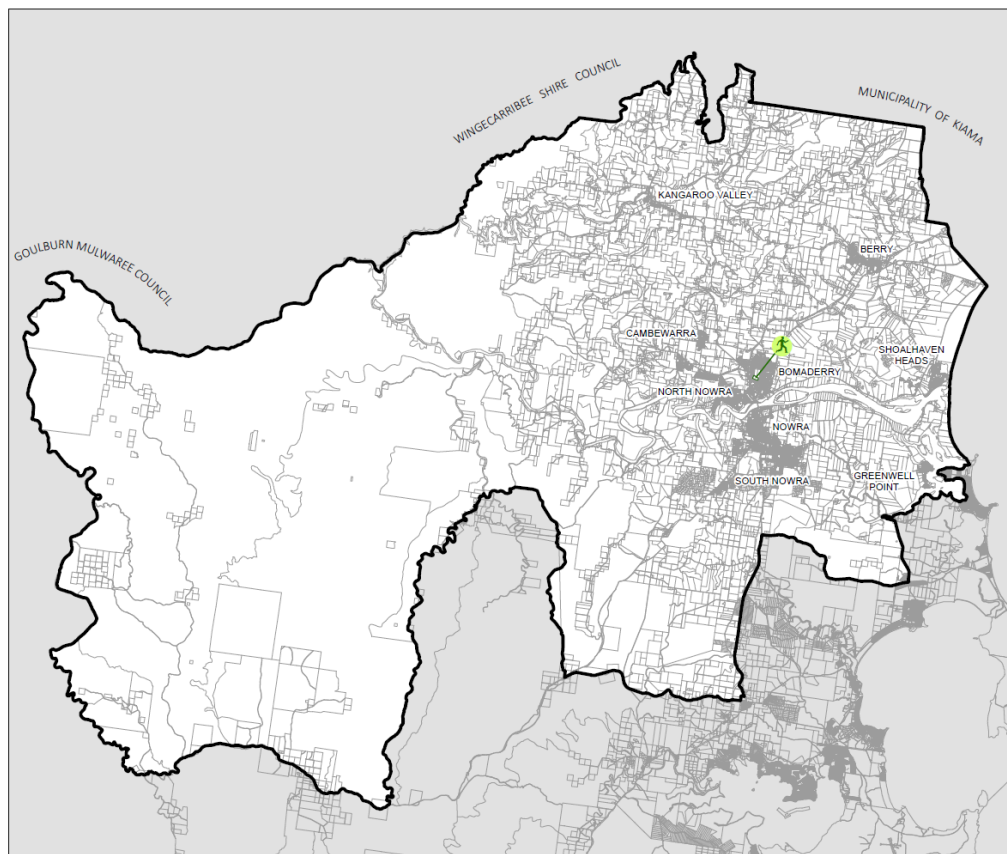 WINGECARRIBEE SHIRE COUNCIL
MUNICIPALITY OF KIAMA
KANGAROO VALLEY
GOULBURN MULWAREE COUNCIL
BERRY
CAMBEWARRA
SHOALHAVEN
HEADS
BOMADERRY
NORTH NOWRA
NOWRA
SOUTH NOWRA
GREENWELL
POINT